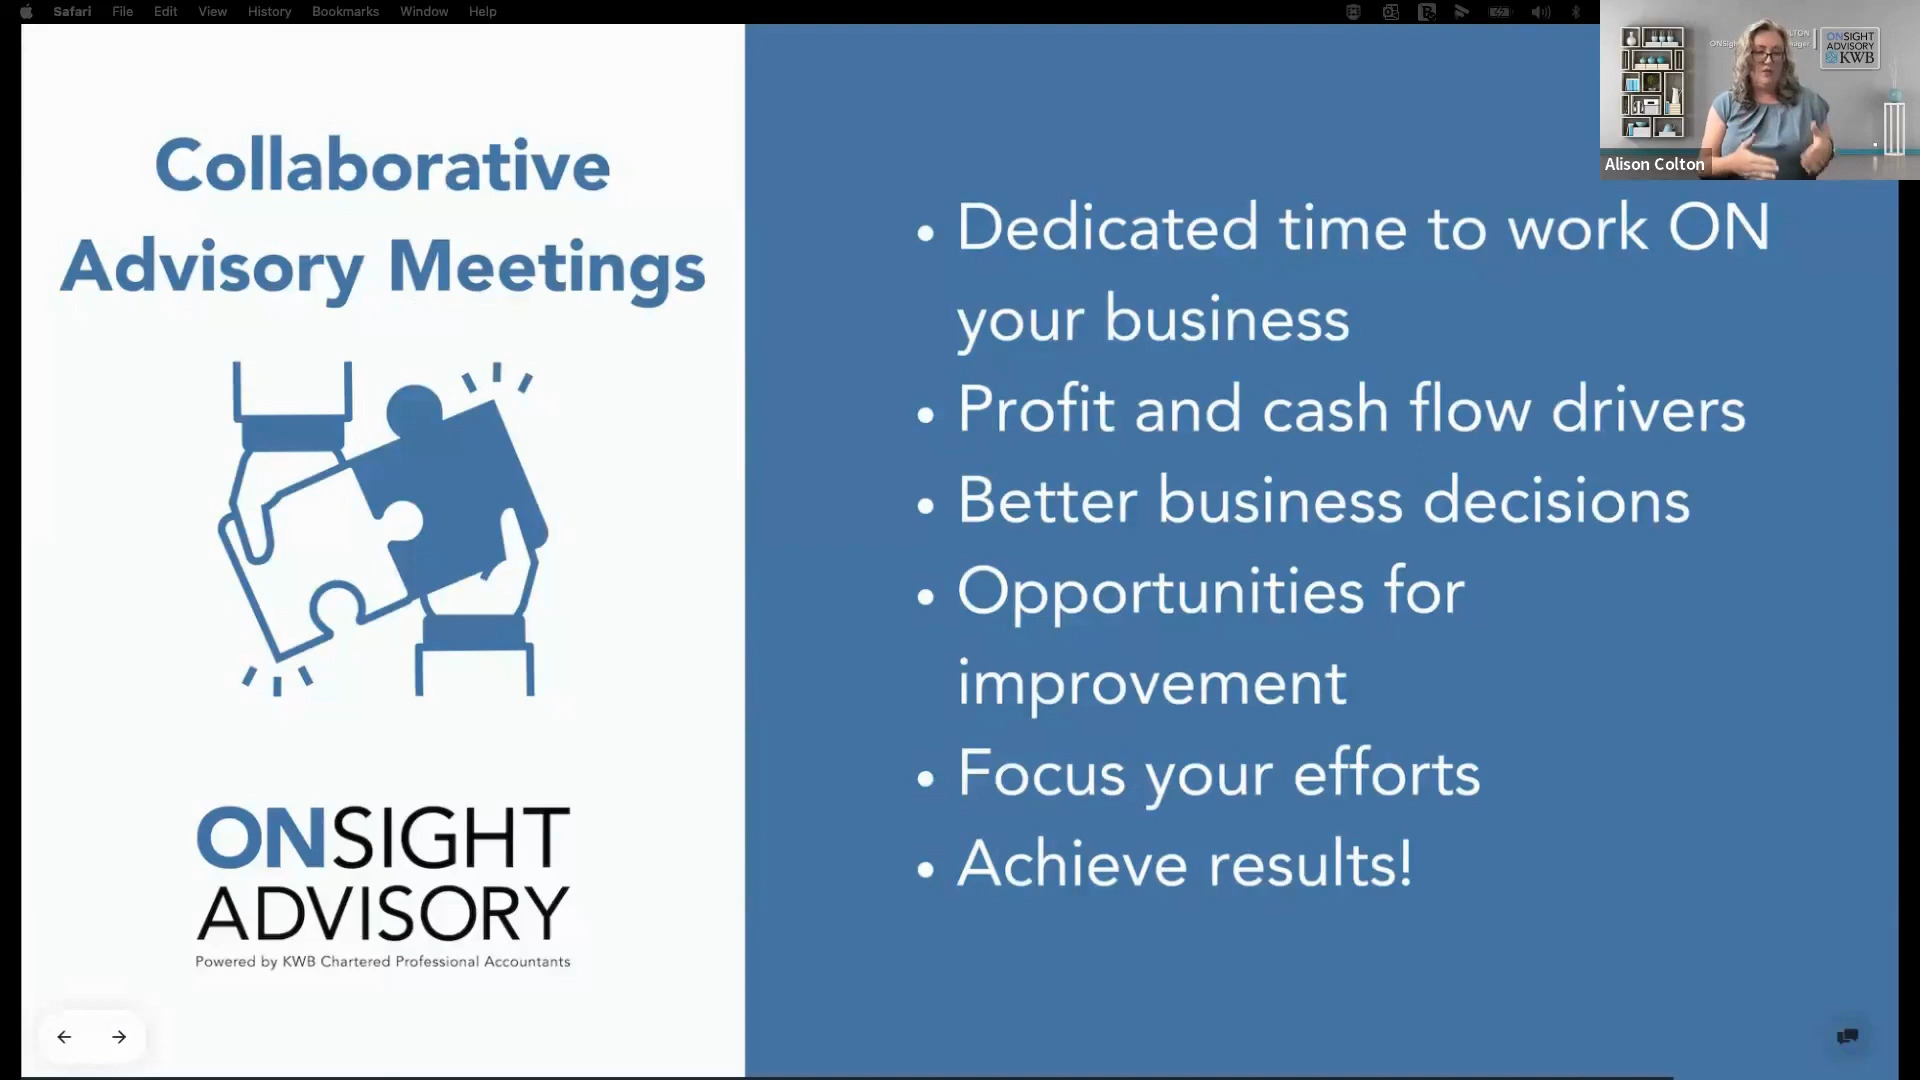 Safari File Edit View History Bookmarks Window Help
ONSIGHT
ADVISORY
KWB
Alison Colton
Collaborative
Advisory Meetings
ONSIGHT
ADVISORY
Powered by KWB Chartered Professional Accountants
• Dedicated time to work ON
your business
• Profit and cash flow drivers
• Better business decisions
• Opportunities for
improvement
• Focus your efforts
• Achieve results!